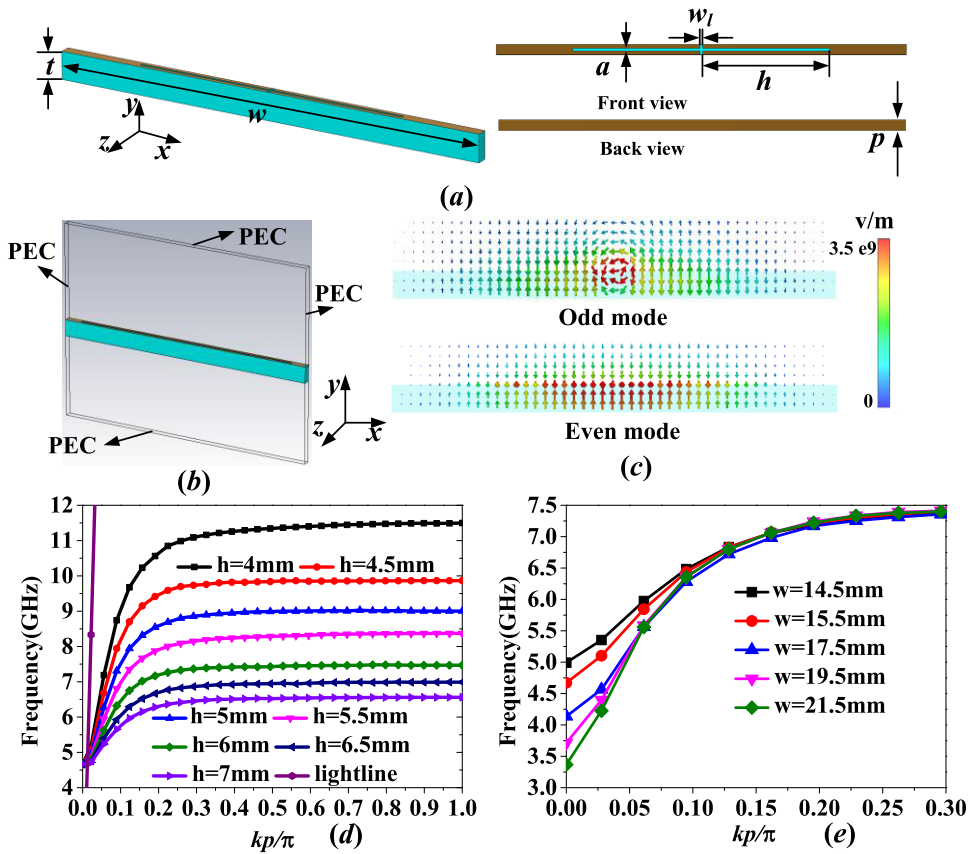 t
w
y
z
x
w_l
a
h
Front view
Back view
p
(a)
PEC
PEC
PEC
PEC
y
z
x
(b)
v/m
3.5 e9
0
Odd mode
Even mode
(c)
Frequency(GHz)
12
11
10
9
8
7
6
5
4
h=4mm h=4.5mm
h=5mm h=5.5mm
h=6mm h=6.5mm
h=7mm lightline
0.0 0.1 0.2 0.3 0.4 0.5 0.6 0.7 0.8 0.9 1.0
kp/π
(d)
Frequency(GHz)
7.5
7.0
6.5
6.0
5.5
5.0
4.5
4.0
3.5
3.0
w=14.5mm
w=15.5mm
w=17.5mm
w=19.5mm
w=21.5mm
0.00 0.05 0.10 0.15 0.20 0.25 0.30
kp/π
(e)